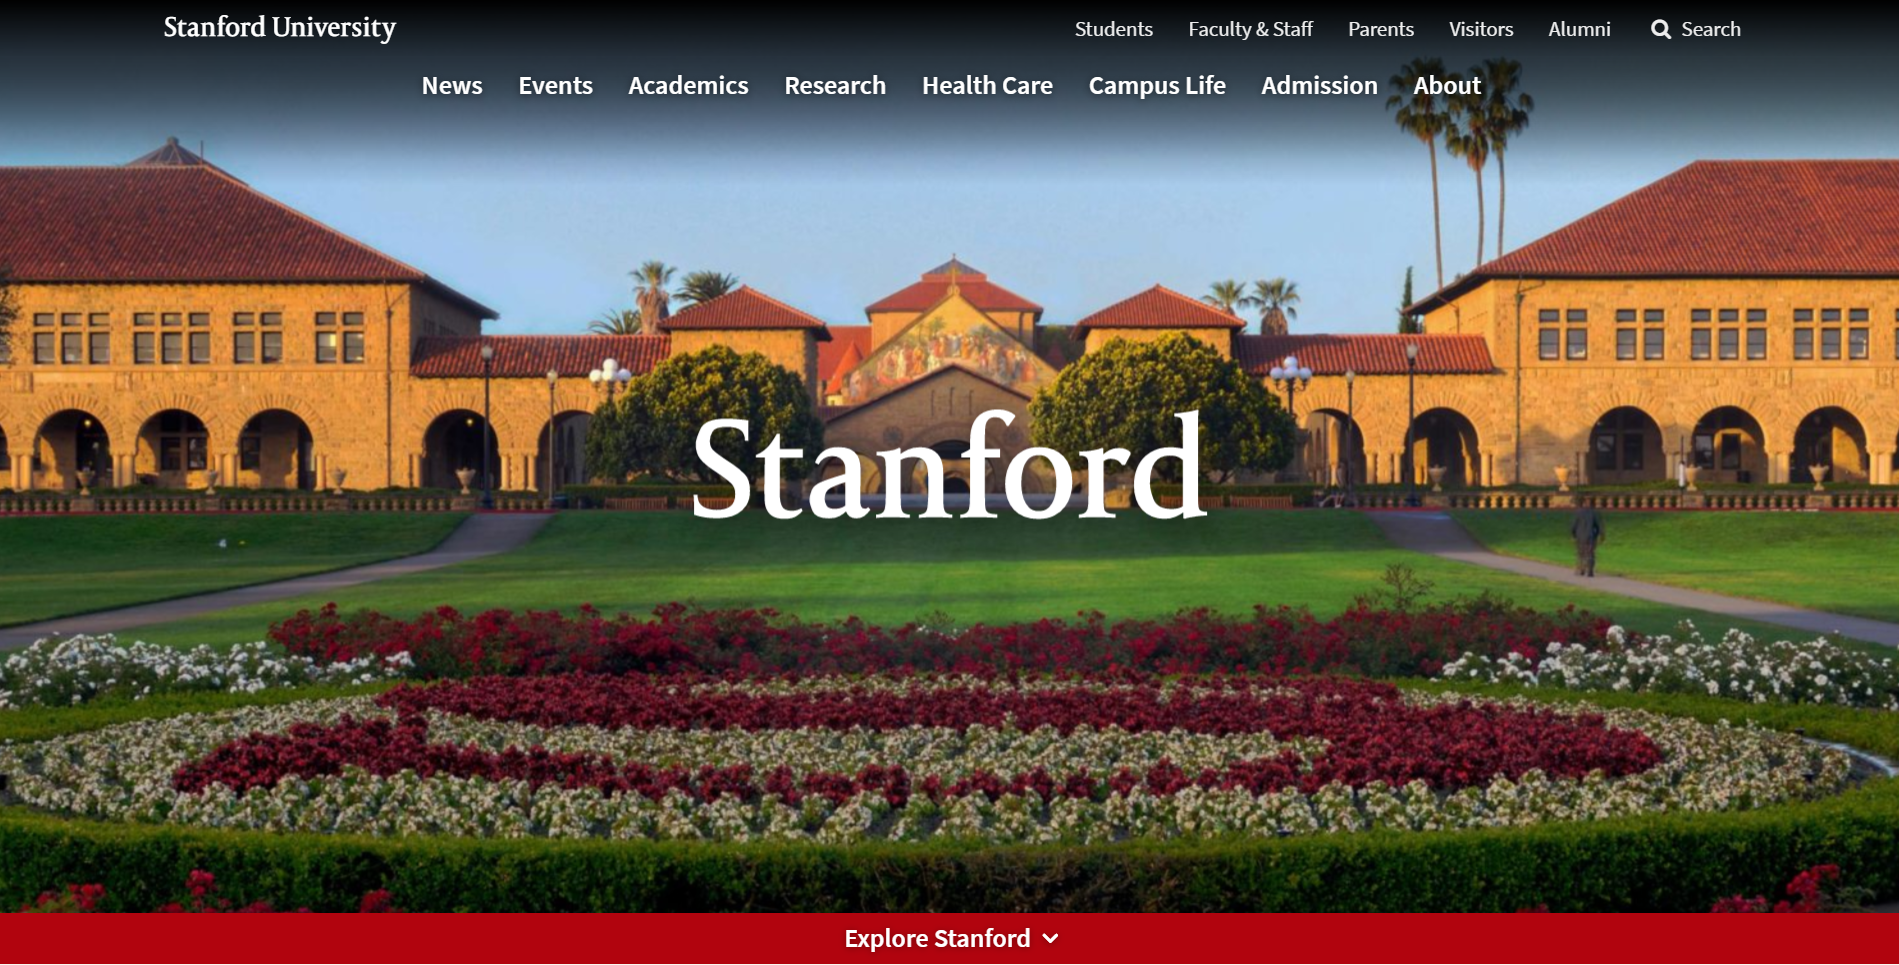 Stanford University
Students Faculty & Staff Parents Visitors Alumni Search
News Events Academics Research Health Care Campus Life Admission About
Stanford
Explore Stanford